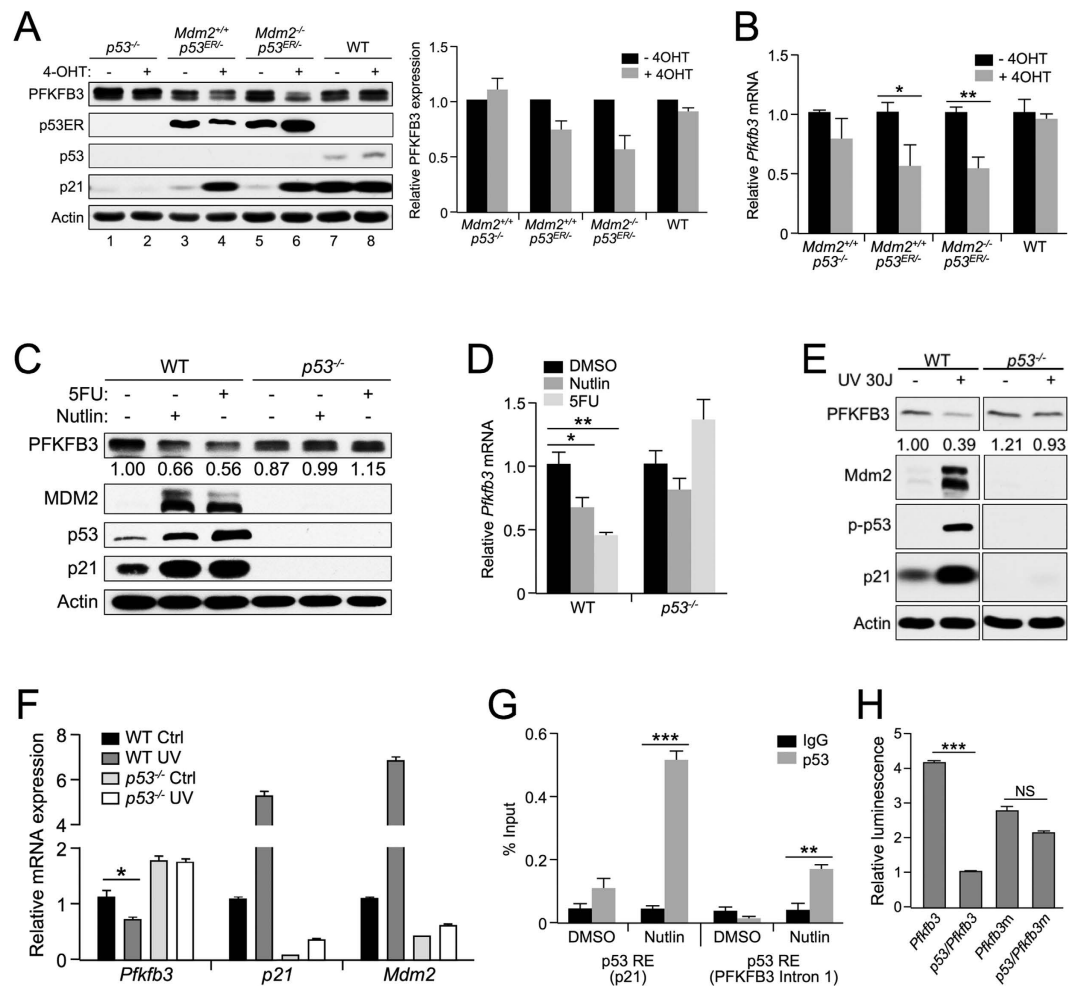 A
p53-/-
Mdm2+/+ p53ER/-
Mdm2-/- p53ER/-
WT
4-OHT: - + - + - + - +
PFKFB3
p53ER
p53
p21
Actin
1 2 3 4 5 6 7 8
Relative PFKFB3 expression
1.5
1.0
0.5
0
- 4OHT
+ 4OHT
Mdm2+/+ p53-/-
Mdm2+/+ p53ER/-
Mdm2-/- p53ER/-
WT
B
Relative Pfkfb3 mRNA
1.5
1.0
0.5
0.0
- 4OHT
+ 4OHT
*
**
Mdm2+/+ p53-/-
Mdm2+/+ p53ER/-
Mdm2-/- p53ER/-
WT
C
WT p53-/-
5FU: - - + - - +
Nutlin: - + - - + -
PFKFB3
1.00 0.66 0.56 0.87 0.99 1.15
MDM2
p53
p21
Actin
D
DMSO
Nutlin
5FU
Relative Pfkfb3 mRNA
1.5
1.0
0.5
0.0
**
*
WT p53-/-
E
WT p53-/-
UV 30J - + - +
PFKFB3
1.00 0.39 1.21 0.93
Mdm2
p-p53
p21
Actin
F
Relative mRNA expression
8
6
4
2
1
0
WT Ctrl
WT UV
p53-/- Ctrl
p53-/- UV
*
Pfkfb3 p21 Mdm2
G
% Input
0.6
0.4
0.2
0.0
IgG
p53
***
**
DMSO Nutlin DMSO Nutlin
p53 RE (p21)
p53 RE (PFKFB3 Intron 1)
H
Relative luminescence
5
4
3
2
1
0
***
NS
Pfkfb3
p53/Pfkfb3
Pfkfb3m
p53/Pfkfb3m